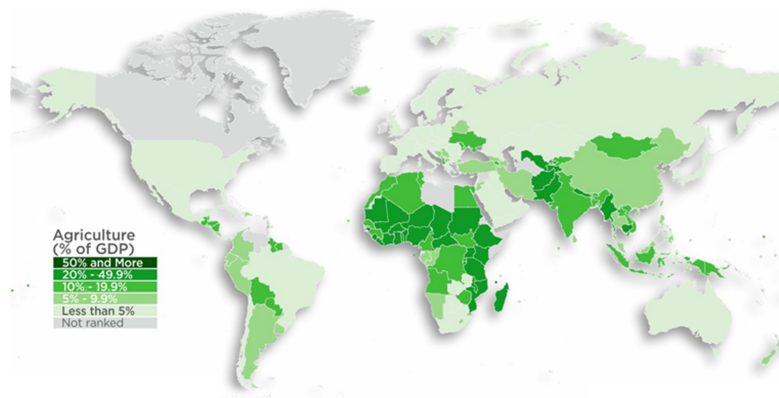 Agriculture
(% of GDP)
50% and More
20% - 49.9%
10% - 19.9%
5% - 9.9%
Less than 5%
Not ranked